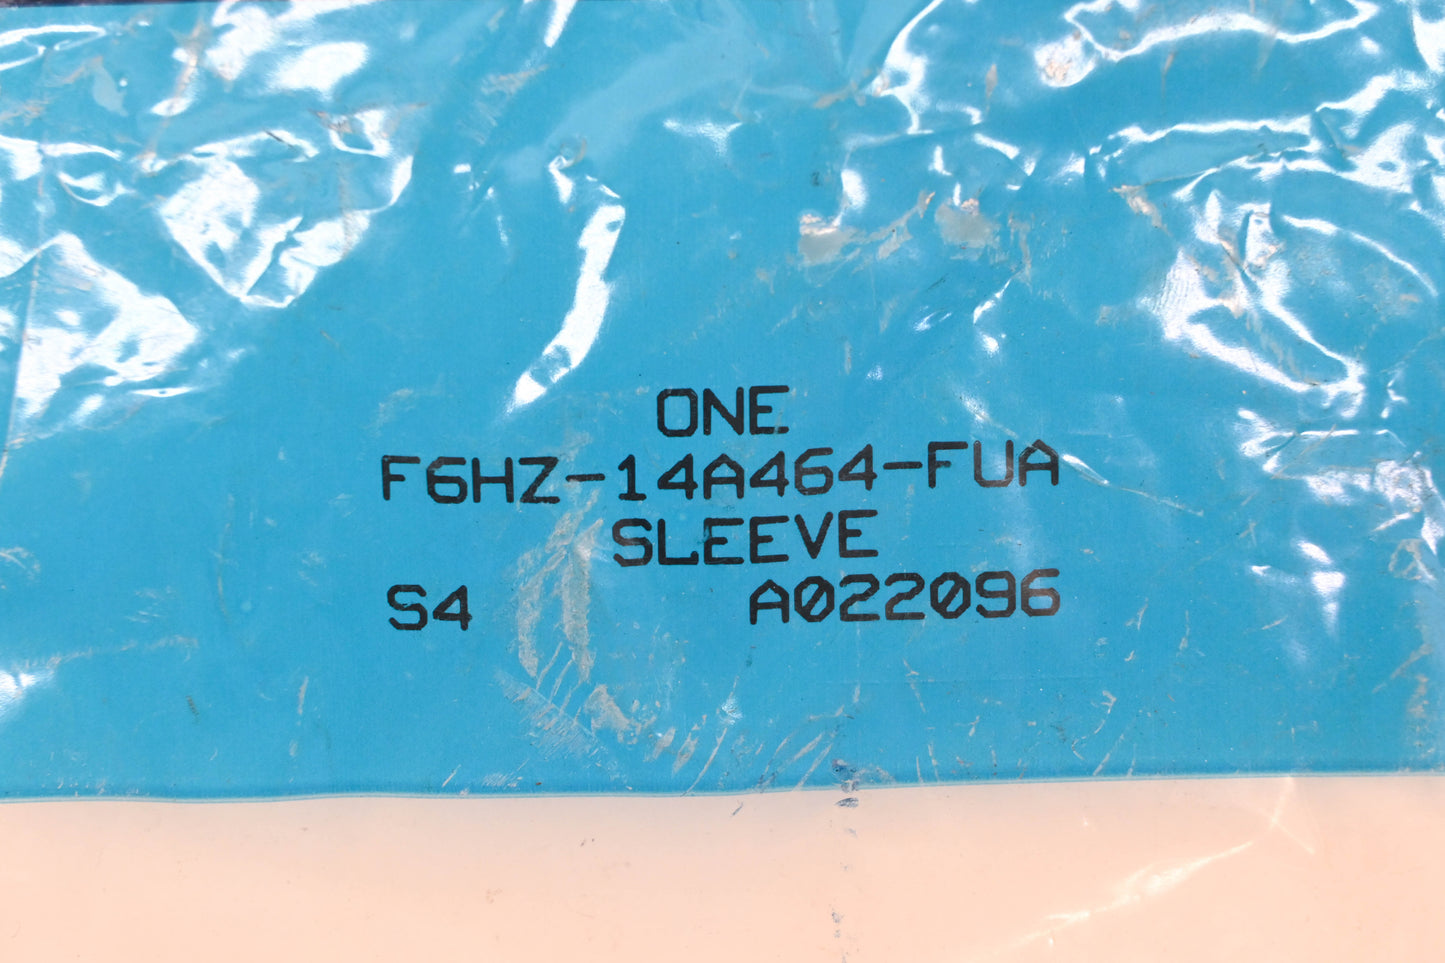 ONE
F6HZ-14A464-FUA
SLEEVE
S4 A022096